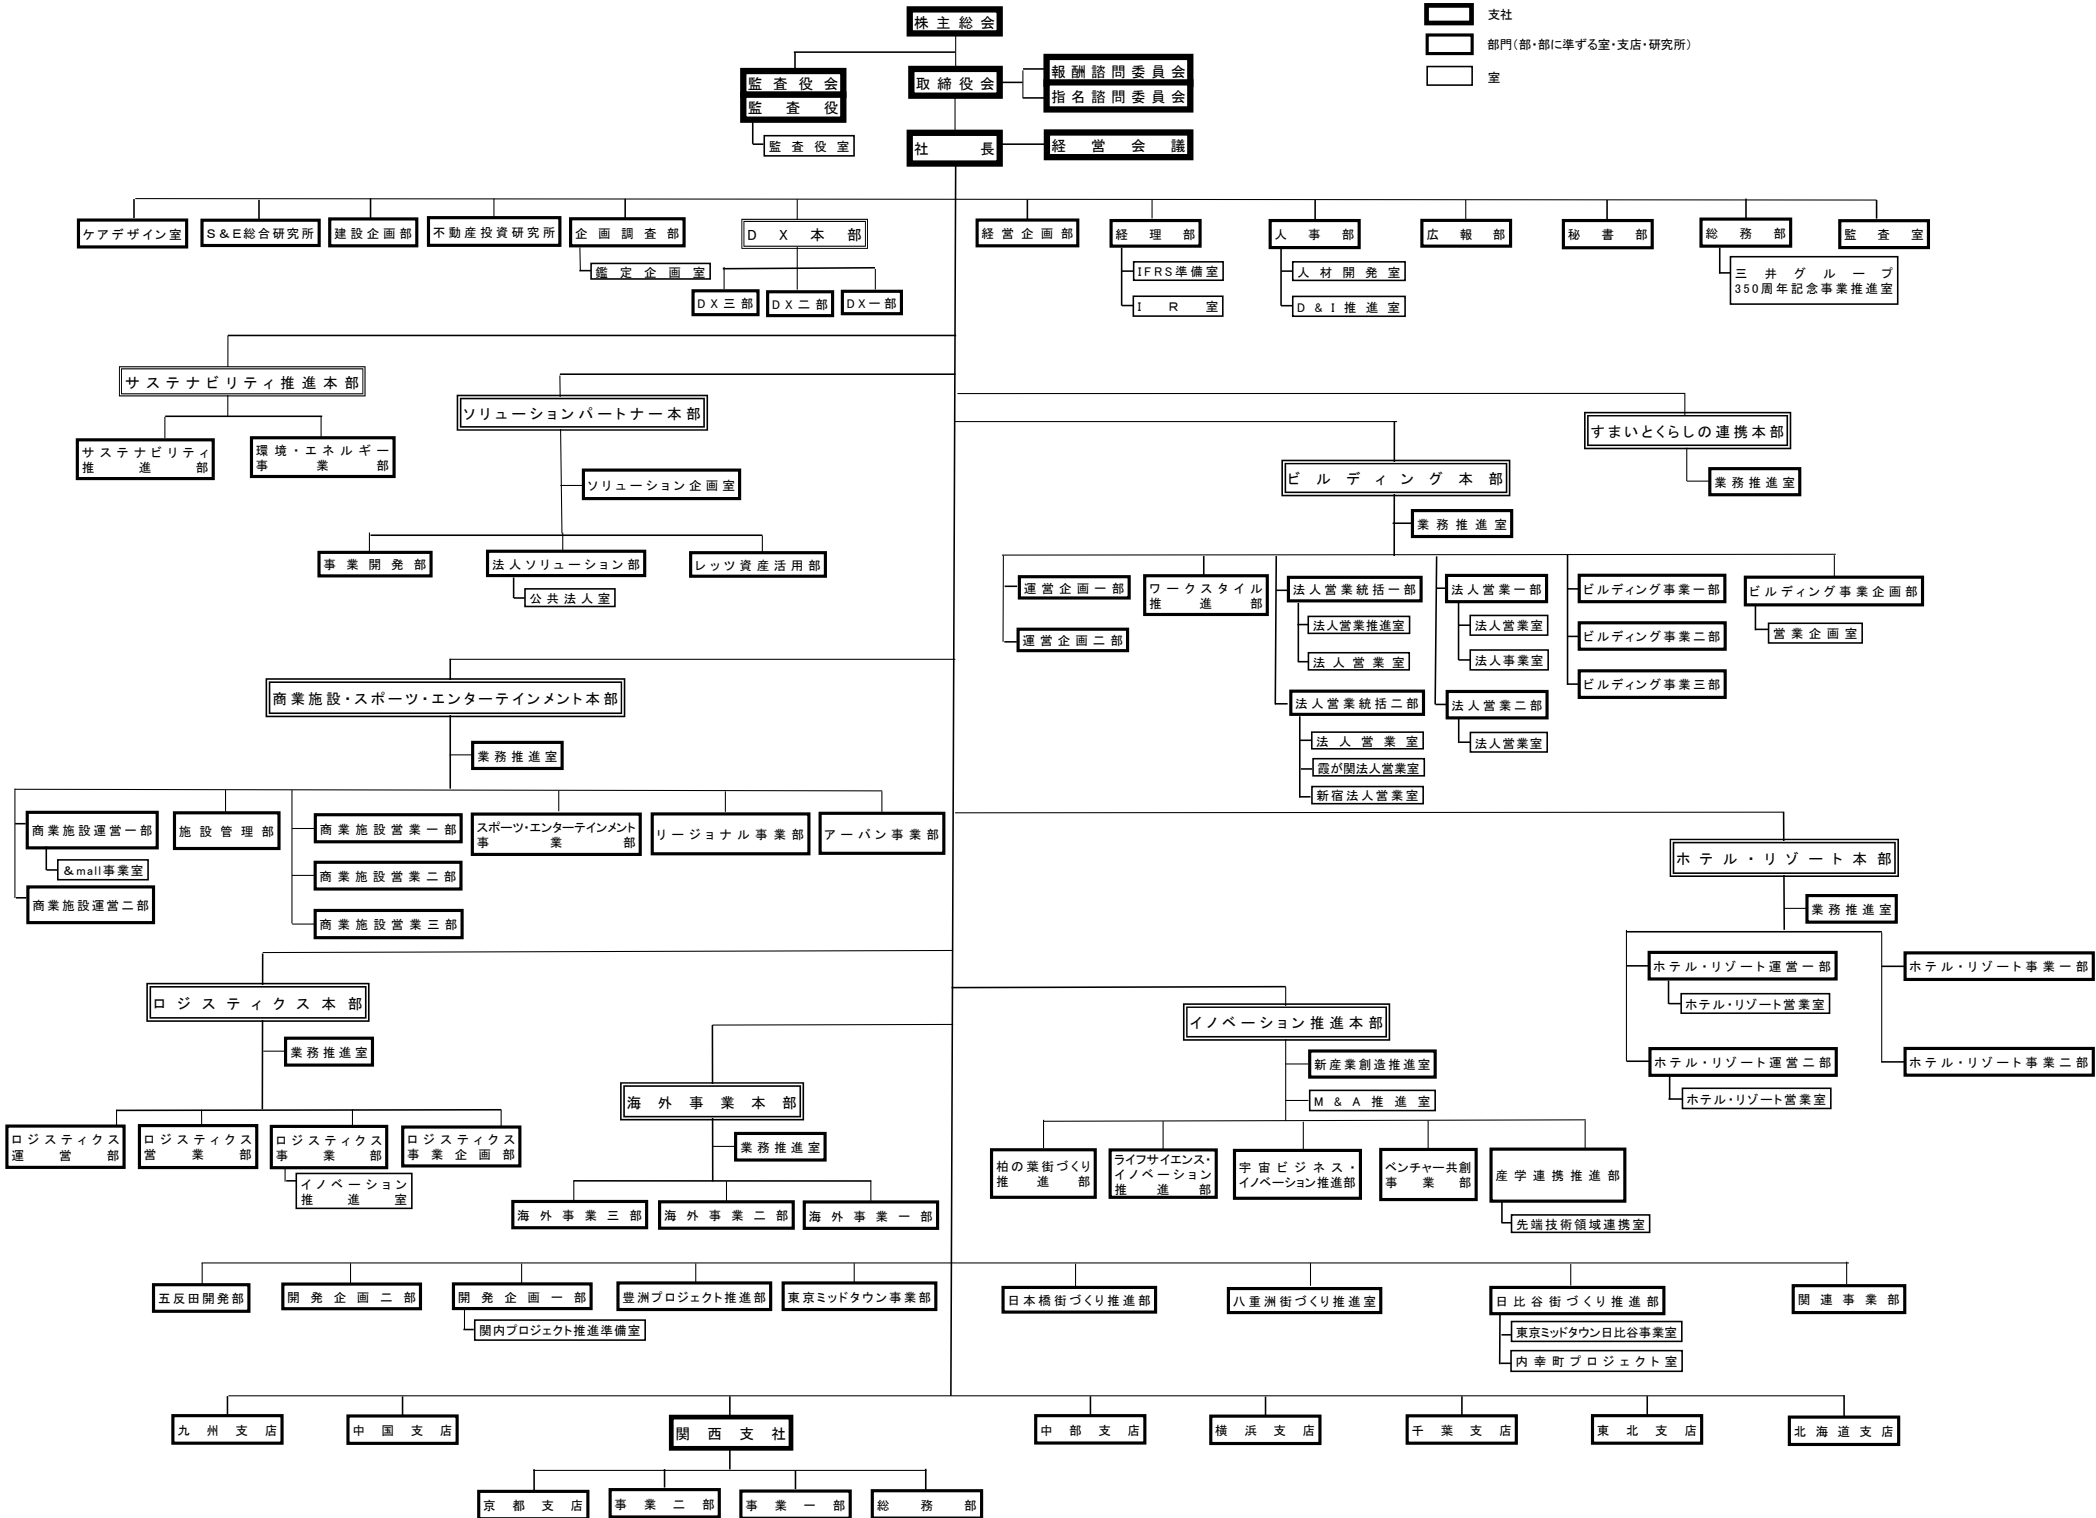 株主総会
監査役会
監査役
監査役室
取締役会
報酬諮問委員会
指名諮問委員会
社長
経営会議
支社
部門(部・部に準ずる室・支店・研究所)
室
ケアデザイン室
S&E総合研究所
建設企画部
不動産投資研究所
企画調査部
鑑定企画室
DX本部
DX三部
DX二部
DX一部
経営企画部
経理部
IFRS準備室
IR室
人事部
人材開発室
D&I推進室
広報部
秘書部
総務部
三井グループ
350周年記念事業推進室
監査室
サステナビリティ推進本部
サステナビリティ
推進部
環境・エネルギー
事業部
ソリューションパートナー本部
ソリューション企画室
事業開発部
法人ソリューション部
公共法人室
レッツ資産活用部
すまいとくらしの連携本部
業務推進室
ビルディング本部
業務推進室
運営企画一部
運営企画二部
ワークスタイル
推進部
法人営業統括一部
法人営業推進室
法人営業室
法人営業統括二部
法人営業室
霞が関法人営業室
新宿法人営業室
法人営業一部
法人営業室
法人事業室
法人営業二部
法人営業室
ビルディング事業一部
ビルディング事業二部
ビルディング事業三部
ビルディング事業企画部
営業企画室
商業施設・スポーツ・エンターテインメント本部
業務推進室
商業施設運営一部
&mall事業室
商業施設運営二部
施設管理部
商業施設営業一部
商業施設営業二部
商業施設営業三部
スポーツ・エンターテインメント
事業部
リージョナル事業部
アーバン事業部
ホテル・リゾート本部
業務推進室
ホテル・リゾート運営一部
ホテル・リゾート営業室
ホテル・リゾート運営二部
ホテル・リゾート営業室
ホテル・リゾート事業一部
ホテル・リゾート事業二部
ロジスティクス本部
業務推進室
ロジスティクス
運営部
ロジスティクス
営業部
ロジスティクス
事業部
イノベーション
推進室
ロジスティクス
事業企画部
海外事業本部
業務推進室
海外事業三部
海外事業二部
海外事業一部
イノベーション推進本部
新産業創造推進室
M&A推進室
柏の葉街づくり
推進部
ライフサイエンス・
イノベーション
推進部
宇宙ビジネス・
イノベーション推進部
ベンチャー共創
事業部
産学連携推進部
先端技術領域連携室
五反田開発部
開発企画二部
開発企画一部
関内プロジェクト推進準備室
豊洲プロジェクト推進部
東京ミッドタウン事業部
日本橋街づくり推進部
八重洲街づくり推進室
日比谷街づくり推進部
東京ミッドタウン日比谷事業室
内幸町プロジェクト室
関連事業部
九州支店
中国支店
関西支社
京都支店
事業二部
事業一部
総務部
中部支店
横浜支店
千葉支店
東北支店
北海道支店